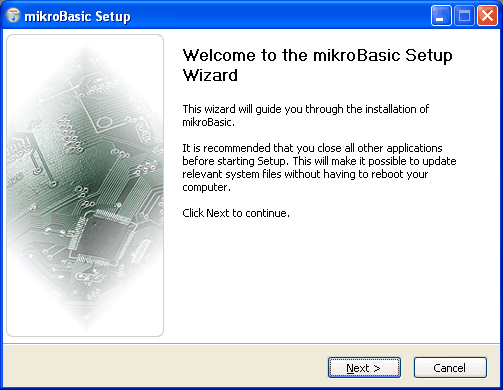 mikroBasic Setup
Welcome to the mikroBasic Setup
Wizard
This wizard will guide you through the installation of
mikroBasic.
It is recommended that you close all other applications
before starting Setup. This will make it possible to update
relevant system files without having to reboot your
computer.
Click Next to continue.
Next >
Cancel